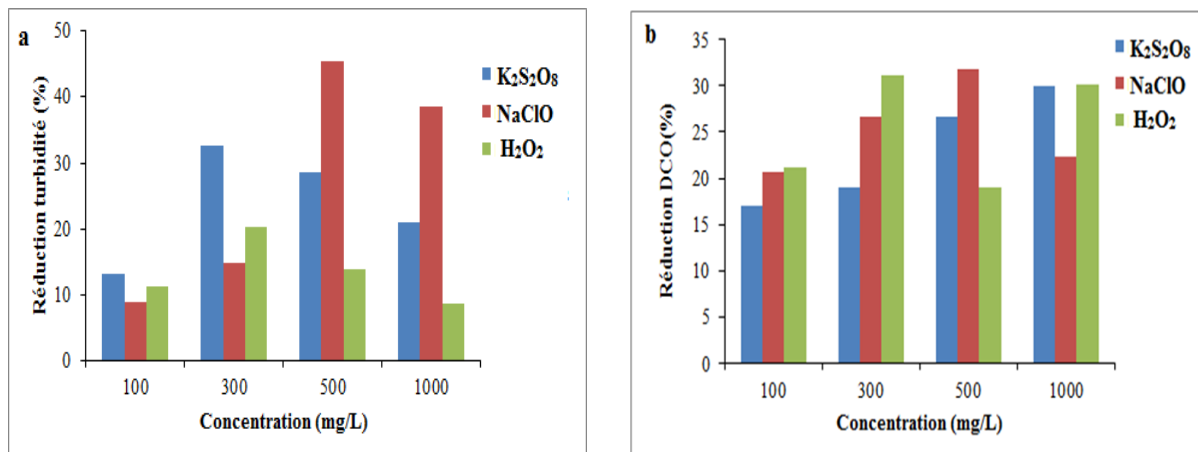 a
Réduction turbidité (%)
50
40
30
20
10
0
100 300 500 1000
Concentration (mg/L)
K₂S₂O₈
NaClO
H₂O₂
b
Réduction DCO(%)
35
30
25
20
15
10
5
0
100 300 500 1000
Concentration (mg/L)
K₂S₂O₈
NaClO
H₂O₂